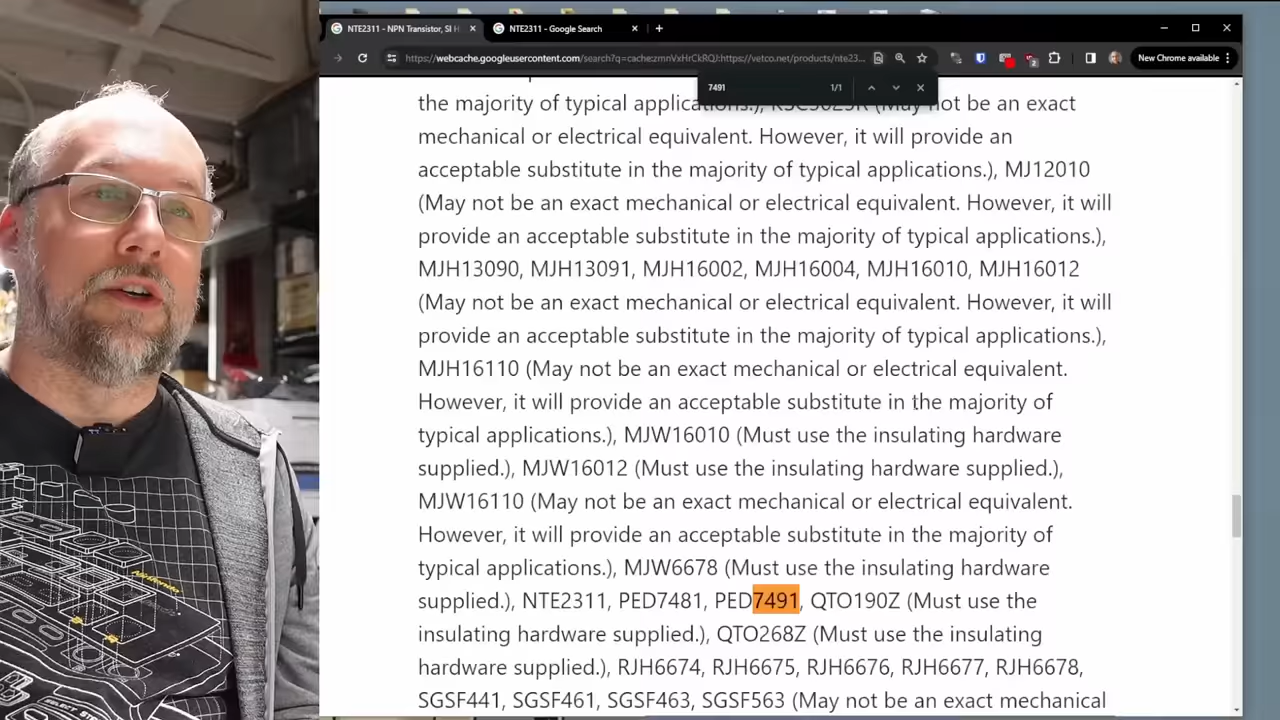 NTE2311 - NPN Transistor, SI H
NTE2311 - Google Search
https://webcache.googleusercontent.com/search?q=cache:zmnVxHrCkRQJ:https://vetco.net/products/nte23...
New Chrome available
7491
1/1
the majority of typical applications.), KSC5025R (May not be an exact
mechanical or electrical equivalent. However, it will provide an
acceptable substitute in the majority of typical applications.), MJ12010
(May not be an exact mechanical or electrical equivalent. However, it will
provide an acceptable substitute in the majority of typical applications.),
MJH13090, MJH13091, MJH16002, MJH16004, MJH16010, MJH16012
(May not be an exact mechanical or electrical equivalent. However, it will
provide an acceptable substitute in the majority of typical applications.),
MJH16110 (May not be an exact mechanical or electrical equivalent.
However, it will provide an acceptable substitute in the majority of
typical applications.), MJW16010 (Must use the insulating hardware
supplied.), MJW16012 (Must use the insulating hardware supplied.),
MJW16110 (May not be an exact mechanical or electrical equivalent.
However, it will provide an acceptable substitute in the majority of
typical applications.), MJW6678 (Must use the insulating hardware
supplied.), NTE2311, PED7481, PED7491, QTO190Z (Must use the
insulating hardware supplied.), QTO268Z (Must use the insulating
hardware supplied.), RJH6674, RJH6675, RJH6676, RJH6677, RJH6678,
SGSF441, SGSF461, SGSF463, SGSF563 (May not be an exact mechanical